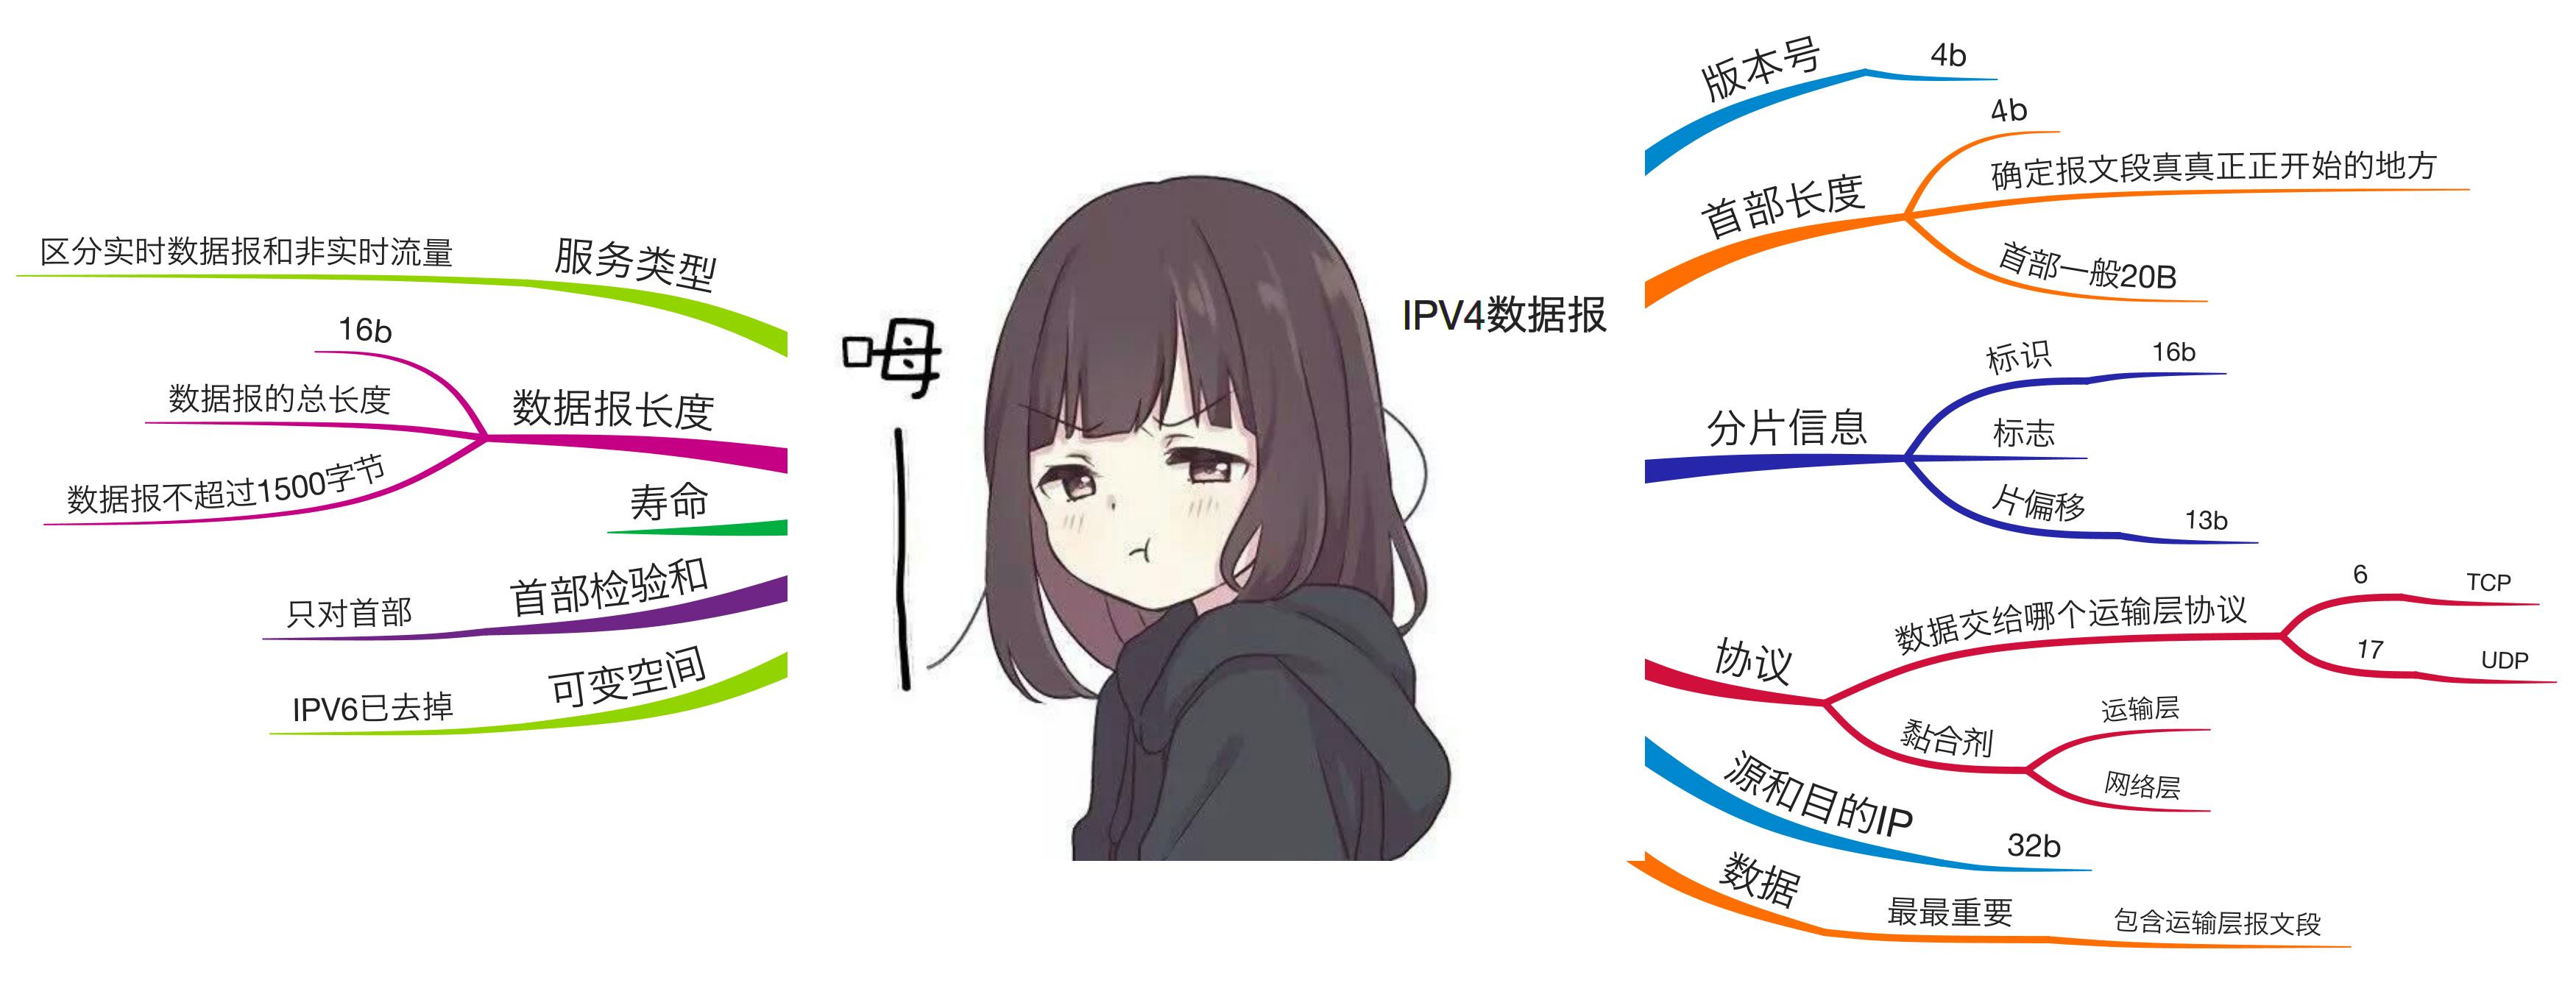 区分实时数据报和非实时流量
服务类型
16b
数据报的总长度
数据报不超过1500字节
数据报长度
寿命
只对首部
首部检验和
IPV6已去掉
可变空间
呣
IPV4数据报
版本号
4b
首部长度
4b
确定报文段真真正正开始的地方
首部一般20B
分片信息
标识
16b
标志
片偏移
13b
协议
数据交给哪个运输层协议
6
TCP
17
UDP
黏合剂
运输层
网络层
源和目的IP
32b
数据
最最重要
包含运输层报文段